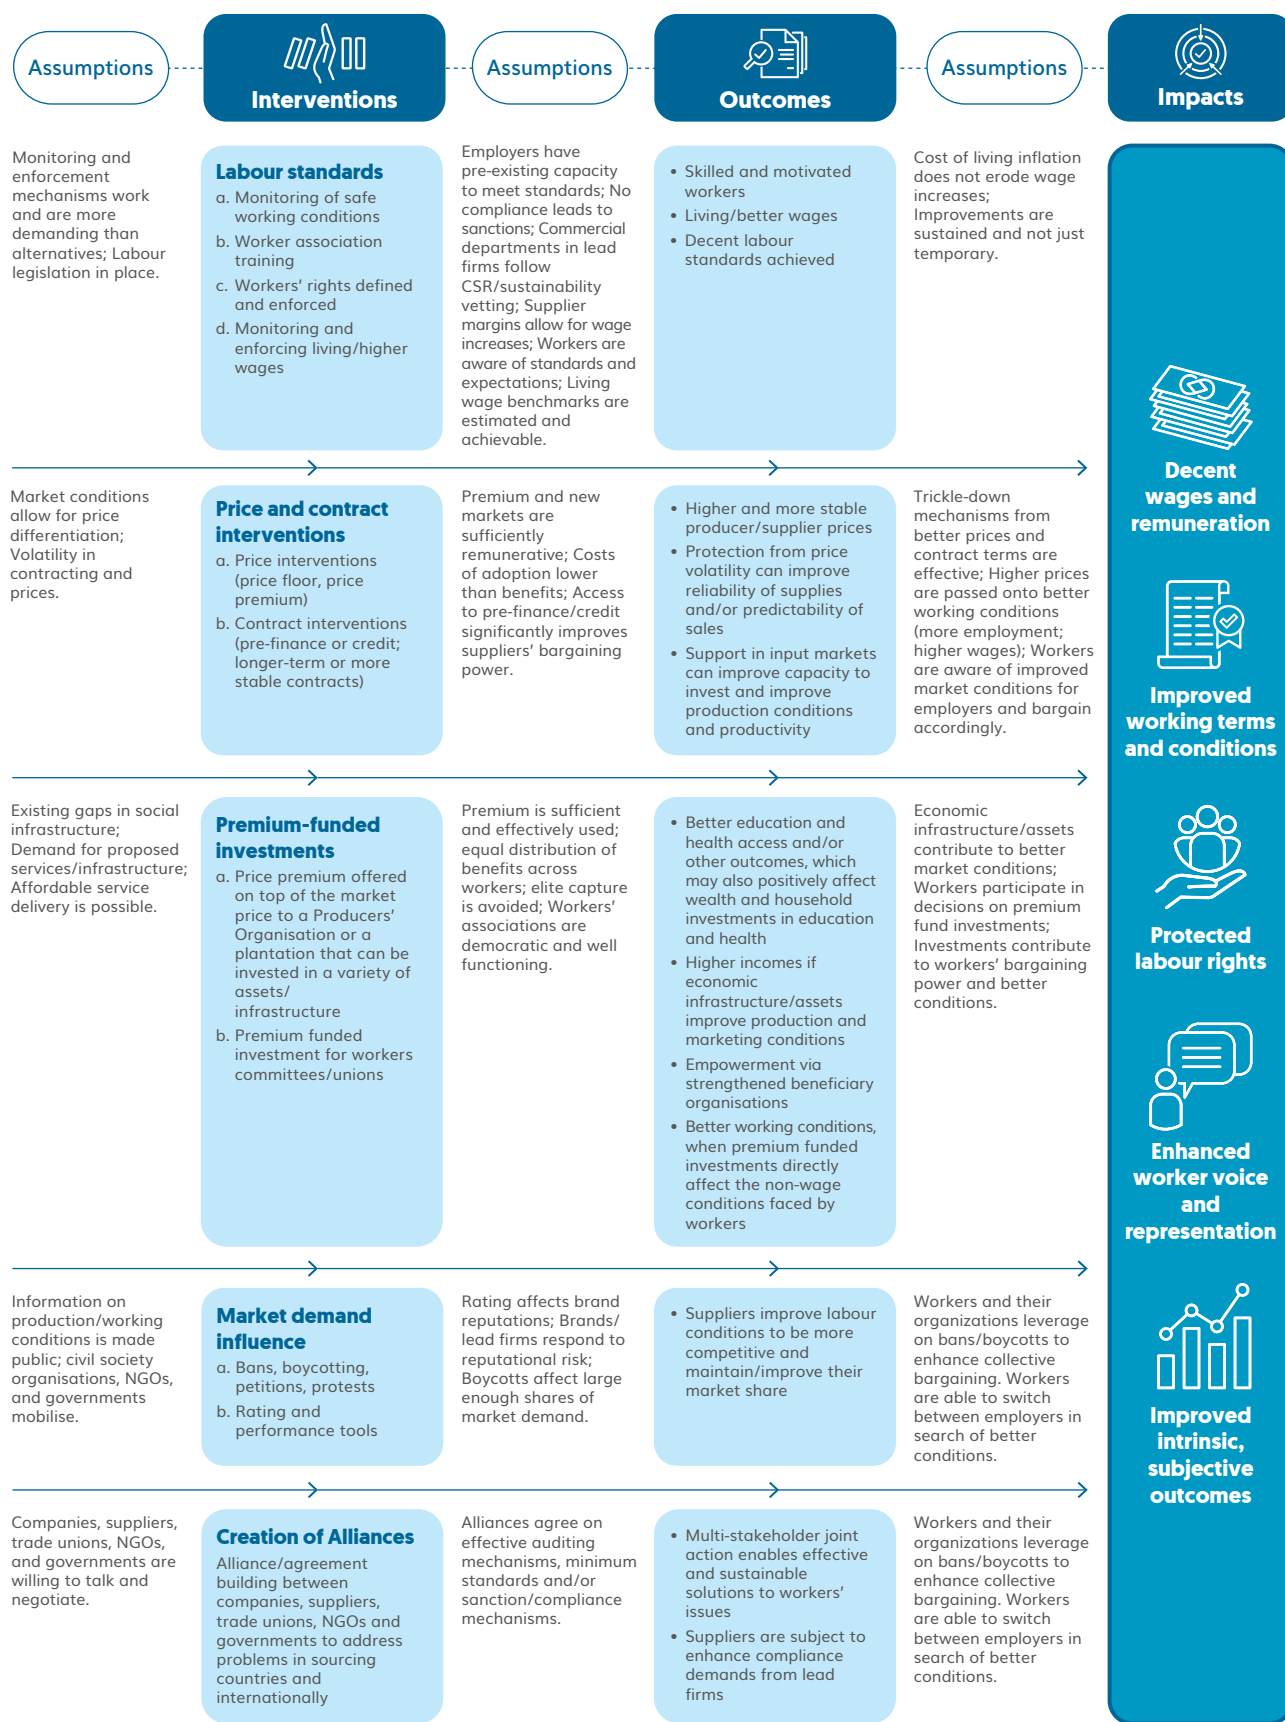 Assumptions
Interventions
Assumptions
Outcomes
Assumptions
Impacts
Monitoring and
enforcement
mechanisms work
and are more
demanding than
alternatives; Labour
legislation in place.
Labour standards
a. Monitoring of safe
working conditions
b. Worker association
training
c. Workers' rights defined
and enforced
d. Monitoring and
enforcing living/higher
wages
Employers have
pre-existing capacity
to meet standards; No
compliance leads to
sanctions; Commercial
departments in lead
firms follow
CSR/sustainability
vetting; Supplier
margins allow for wage
increases; Workers are
aware of standards and
expectations; Living
wage benchmarks are
estimated and
achievable.
• Skilled and motivated
workers
• Living/better wages
• Decent labour
standards achieved
Cost of living inflation
does not erode wage
increases;
Improvements are
sustained and not just
temporary.
Market conditions
allow for price
differentiation;
Volatility in
contracting and
prices.
Price and contract
interventions
a. Price interventions
(price floor, price
premium)
b. Contract interventions
(pre-finance or credit;
longer-term or more
stable contracts)
Premium and new
markets are
sufficiently
remunerative; Costs
of adoption lower
than benefits; Access
to pre-finance/credit
significantly improves
suppliers' bargaining
power.
• Higher and more stable
producer/supplier prices
• Protection from price
volatility can improve
reliability of supplies
and/or predictability of
sales
• Support in input markets
can improve capacity to
invest and improve
production conditions
and productivity
Trickle-down
mechanisms from
better prices and
contract terms are
effective; Higher prices
are passed onto better
working conditions
(more employment;
higher wages); Workers
are aware of improved
market conditions for
employers and bargain
accordingly.
Existing gaps in social
infrastructure;
Demand for proposed
services/infrastructure;
Affordable service
delivery is possible.
Premium-funded
investments
a. Price premium offered
on top of the market
price to a Producers'
Organisation or a
plantation that can be
invested in a variety of
assets/
infrastructure
b. Premium funded
investment for workers
committees/unions
Premium is sufficient
and effectively used;
equal distribution of
benefits across
workers; elite capture
is avoided; Workers'
associations are
democratic and well
functioning.
• Better education and
health access and/or
other outcomes, which
may also positively affect
wealth and household
investments in education
and health
• Higher incomes if
economic
infrastructure/assets
improve production and
marketing conditions
• Empowerment via
strengthened beneficiary
organisations
• Better working conditions,
when premium funded
investments directly
affect the non-wage
conditions faced by
workers
Economic
infrastructure/assets
contribute to better
market conditions;
Workers participate in
decisions on premium
fund investments;
Investments contribute
to workers' bargaining
power and better
conditions.
Information on
production/working
conditions is made
public; civil society
organisations, NGOs,
and governments
mobilise.
Market demand
influence
a. Bans, boycotting,
petitions, protests
b. Rating and
performance tools
Rating affects brand
reputations; Brands/
lead firms respond to
reputational risk;
Boycotts affect large
enough shares of
market demand.
• Suppliers improve labour
conditions to be more
competitive and
maintain/improve their
market share
Workers and their
organizations leverage
on bans/boycotts to
enhance collective
bargaining. Workers
are able to switch
between employers in
search of better
conditions.
Companies, suppliers,
trade unions, NGOs,
and governments are
willing to talk and
negotiate.
Creation of Alliances
Alliance/agreement
building between
companies, suppliers,
trade unions, NGOs and
governments to address
problems in sourcing
countries and
internationally
Alliances agree on
effective auditing
mechanisms, minimum
standards and/or
sanction/compliance
mechanisms.
• Multi-stakeholder joint
action enables effective
and sustainable
solutions to workers'
issues
• Suppliers are subject to
enhance compliance
demands from lead
firms
Workers and their
organizations leverage
on bans/boycotts to
enhance collective
bargaining. Workers
are able to switch
between employers in
search of better
conditions.
Decent
wages and
remuneration
Improved
working terms
and conditions
Protected
labour rights
Enhanced
worker voice
and
representation
Improved
intrinsic,
subjective
outcomes